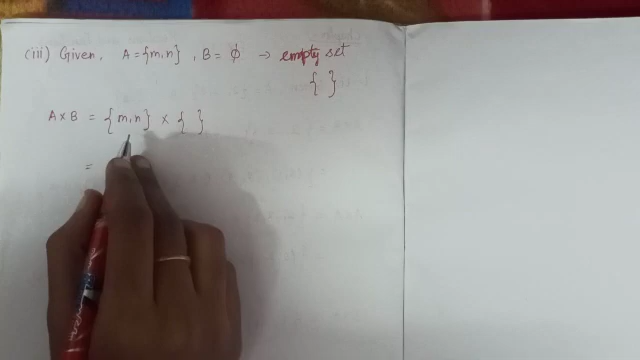 (iii) Given, A={m,n}, B= ϕ → empty set
{ }
A×B = {m,n} × { }
=